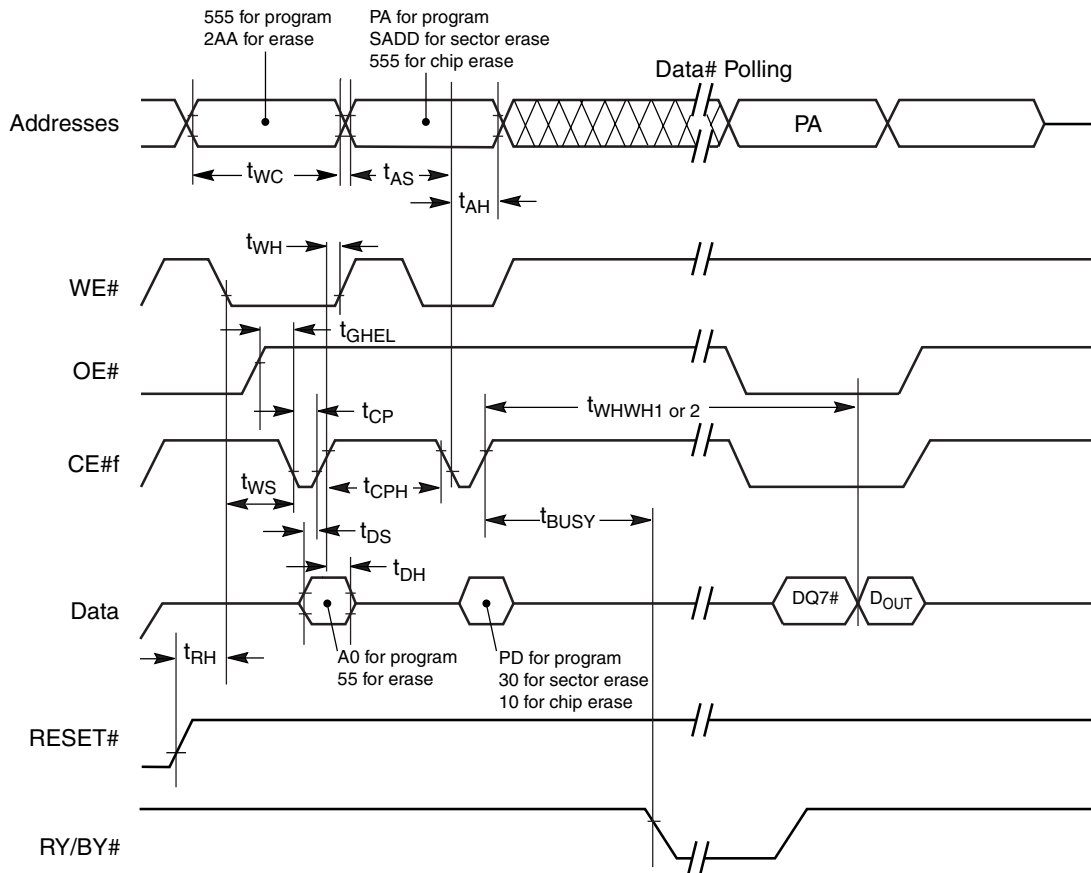 555 for program
2AA for erase
PA for program
SADD for sector erase
555 for chip erase
Data# Polling
Addresses
PA
tWC
tAS
tAH
tWH
WE#
tGHEL
OE#
tCP
tWHWH1 or 2
CE#f
tWS
tCPH
tBUSY
tDS
tDH
Data
DQ7#
DOUT
tRH
A0 for program
55 for erase
PD for program
30 for sector erase
10 for chip erase
RESET#
RY/BY#